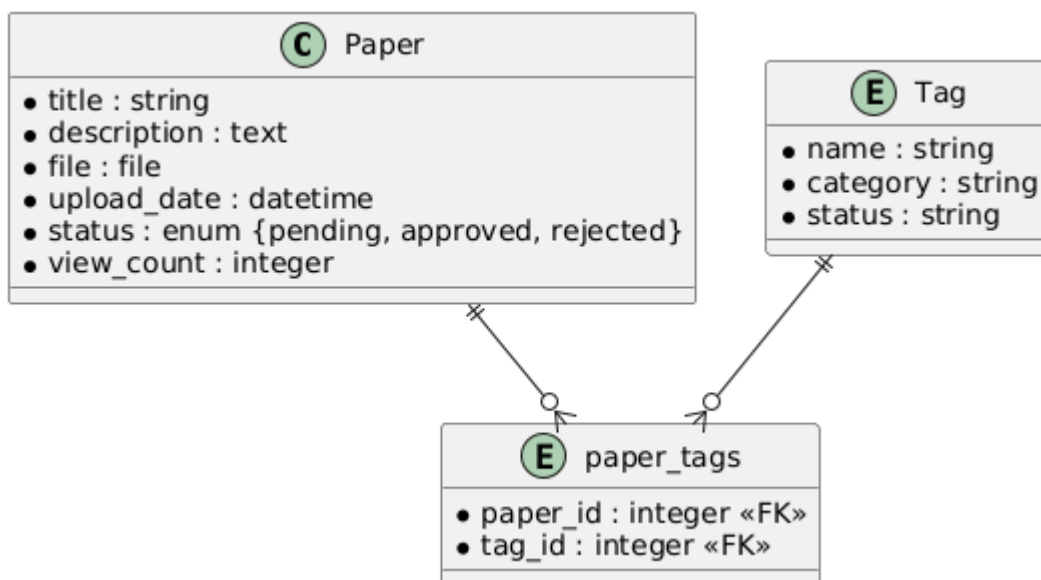 C Paper
title : string
description : text
file : file
upload_date : datetime
status : enum {pending, approved, rejected}
view_count : integer
E Tag
name : string
category : string
status : string
E paper_tags
paper_id : integer «FK»
tag_id : integer «FK»